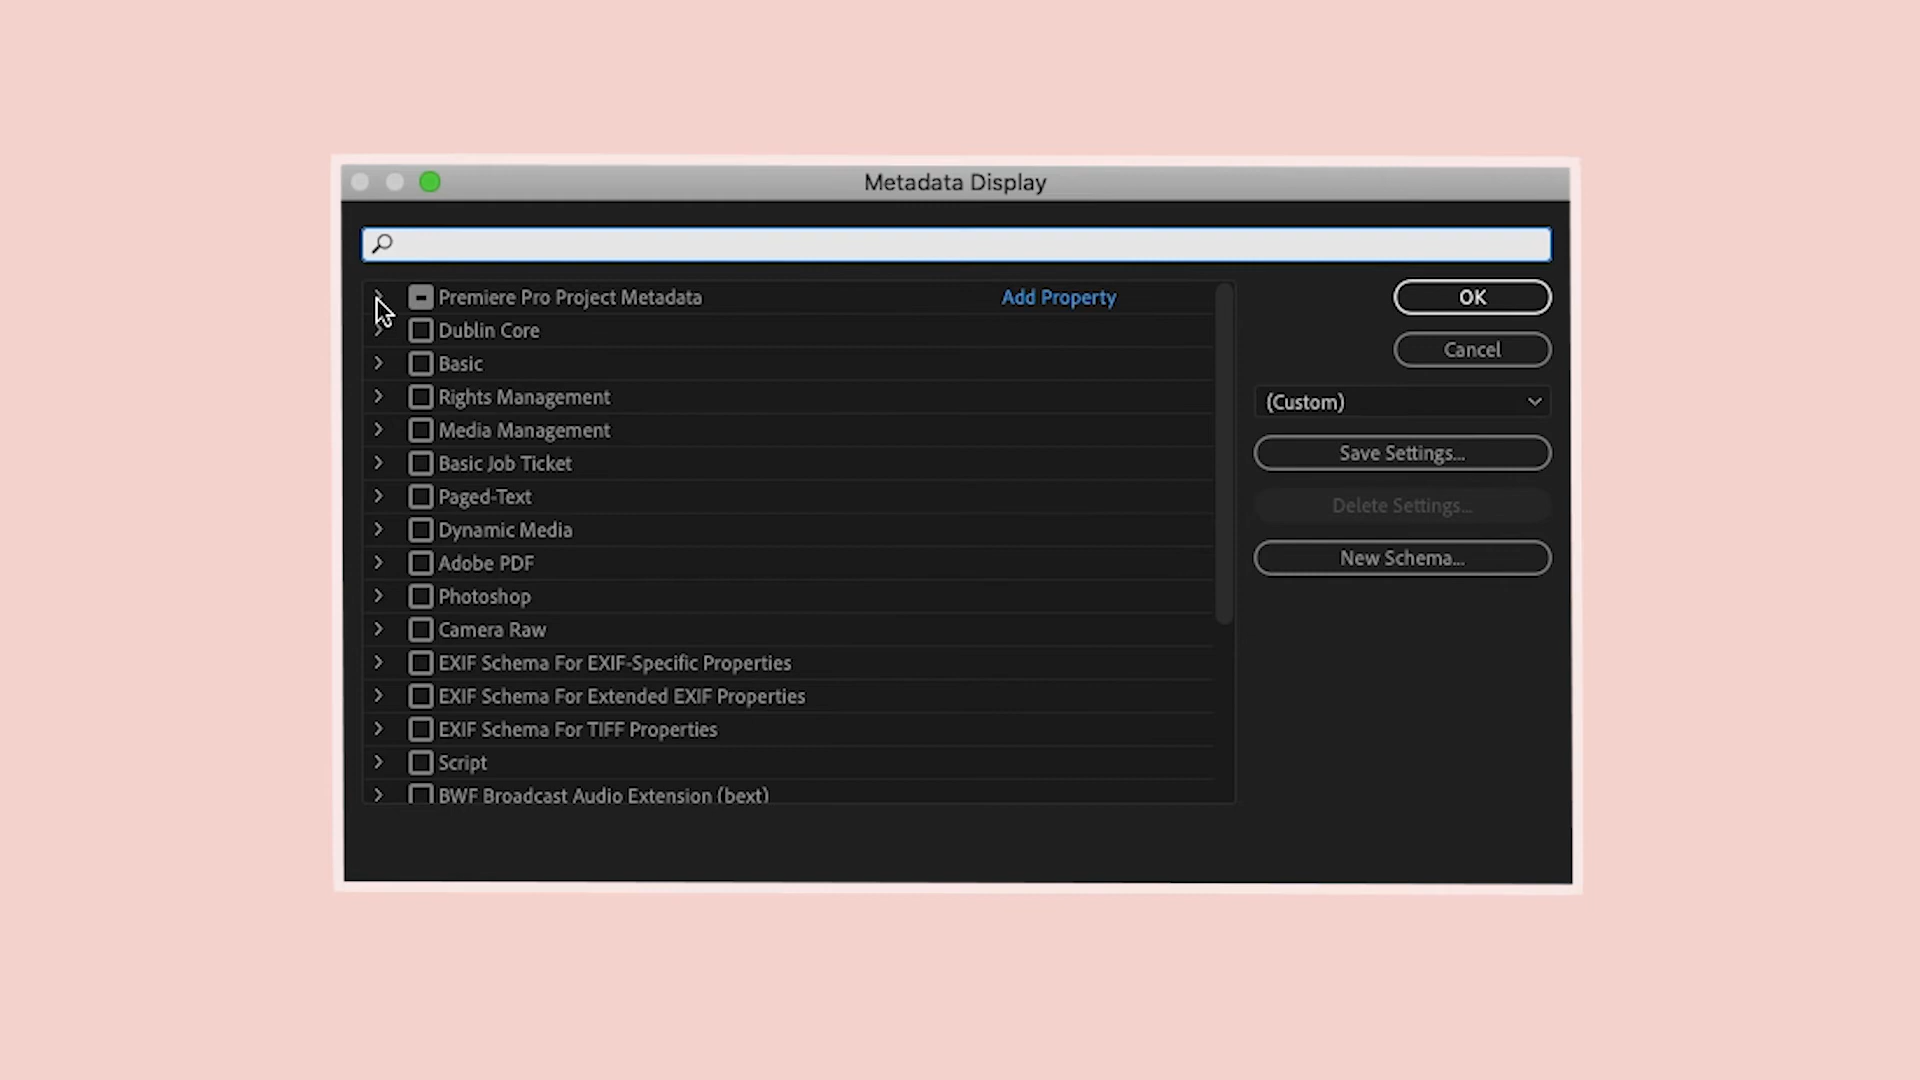 Metadata Display
Premiere Pro Project Metadata Add Property
Dublin Core
Basic
Rights Management
Media Management
Basic Job Ticket
Paged-Text
Dynamic Media
Adobe PDF
Photoshop
Camera Raw
EXIF Schema For EXIF-Specific Properties
EXIF Schema For Extended EXIF Properties
EXIF Schema For TIFF Properties
Script
BWF Broadcast Audio Extension (bext)
OK
Cancel
(Custom)
Save Settings...
Delete Settings...
New Schema...